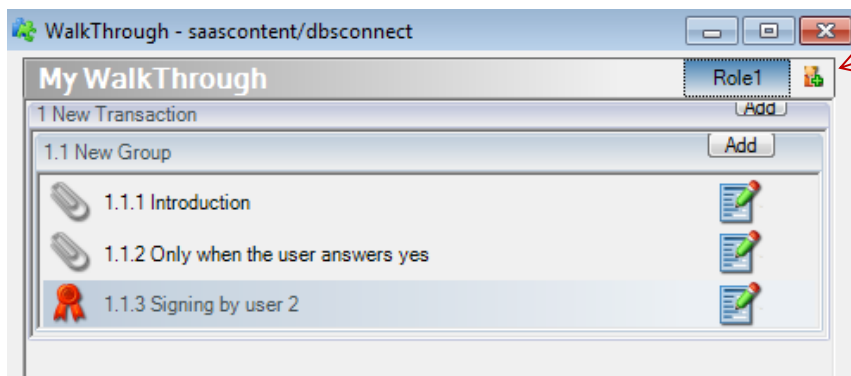 WalkThrough - saascontent/dbsconnect
My WalkThrough Role1
1 New Transaction Add
1.1 New Group Add
1.1.1 Introduction
1.1.2 Only when the user answers yes
1.1.3 Signing by user 2